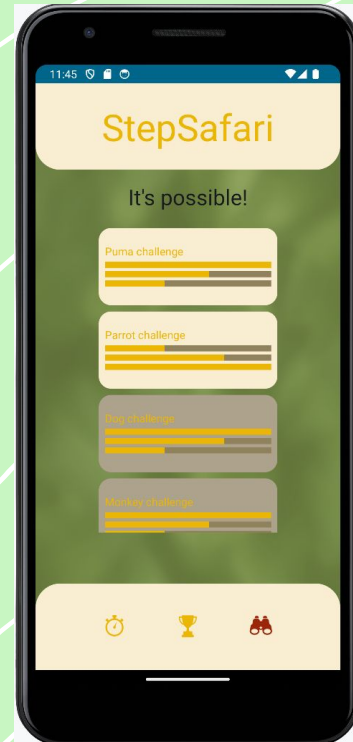 11:45
StepSafari
It's possible!
Puma challenge
Parrot challenge
Dog challenge
Monkey challenge